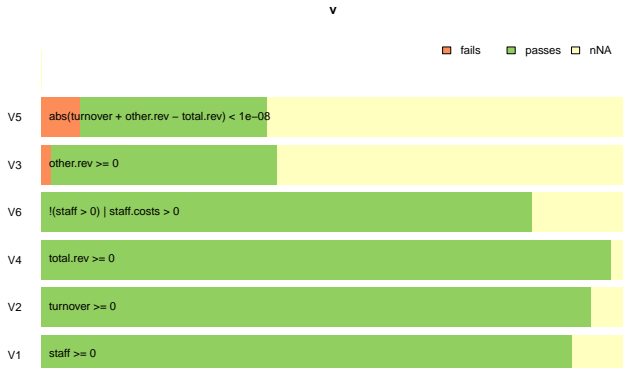 v
fails passes nNA
V5 abs(turnover + other.rev − total.rev) < 1e−08
V3 other.rev >= 0
V6 !(staff > 0) | staff.costs > 0
V4 total.rev >= 0
V2 turnover >= 0
V1 staff >= 0